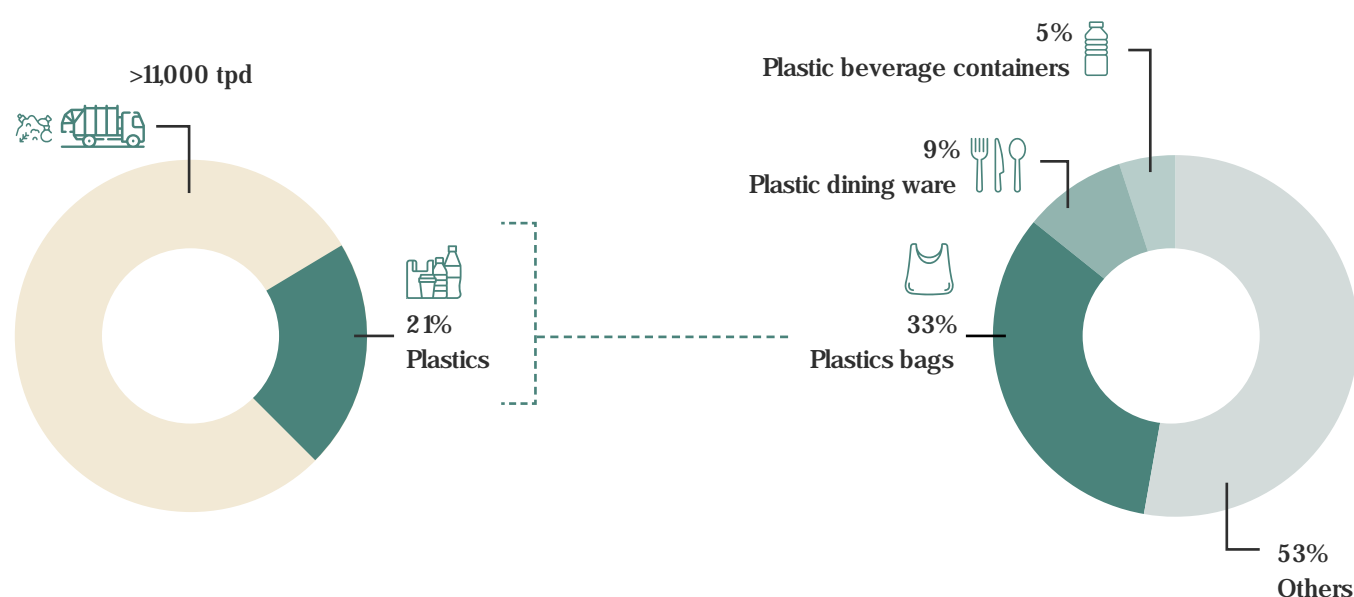 >11,000 tpd
21%
Plastics
5%
Plastic beverage containers
9%
Plastic dining ware
33%
Plastics bags
53%
Others